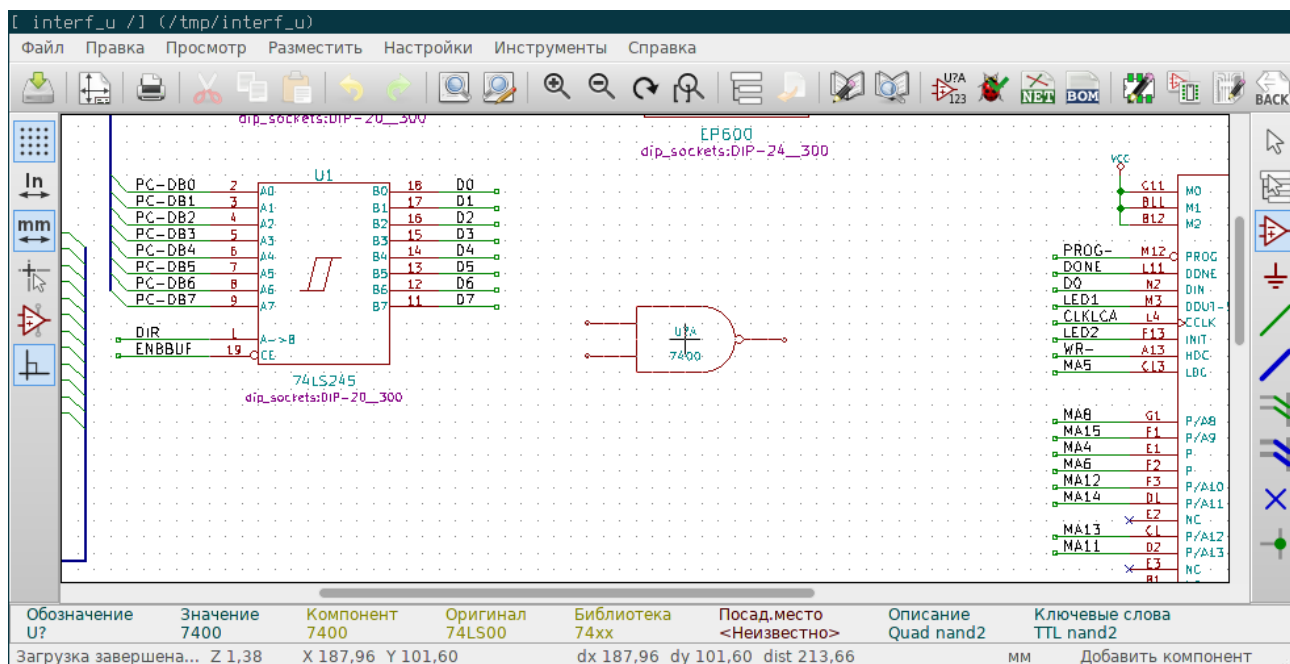 [ interf_u /] (/tmp/interf_u)
Файл Правка Просмотр Разместить Настройки Инструменты Справка
U?A
123
NET
BOM
BACK
In
mm
dip_sockets:DIP-20__300
EP600
dip_sockets:DIP-24__300
U1
PC-DB0 2 A0 B0 18 D0
PC-DB1 3 A1 B1 17 D1
PC-DB2 4 A2 B2 16 D2
PC-DB3 5 A3 B3 15 D3
PC-DB4 6 A4 B4 14 D4
PC-DB5 7 A5 B5 13 D5
PC-DB6 8 A6 B6 12 D6
PC-DB7 9 A7 B7 11 D7
DIR 1 A->B
ENBBUF 19 CE
74LS245
dip_sockets:DIP-20__300
U?A
7400
VCC
G11 M0
B11 M1
B12 M2
PROG- M12 PROG
DONE L11 DONE
D0 N2 DIN
LED1 M3
CLKLCA L4 CCLK
LED2 F13 INIT
WR- A13 HDC
MA5 C13 LDC
MA8 G1 P/A8
MA15 F1 P/A9
MA4 E1 P
MA6 F2 P
MA12 F3 P/A10
MA14 D1 P/A11
E2 NC
MA13 C1 P/A12
MA11 D2 P/A13
E3 NC
B1
Обозначение Значение Компонент Оригинал Библиотека Посад.место Описание Ключевые слова
U? 7400 7400 74LS00 74xx <Неизвестно> Quad nand2 TTL nand2
Загрузка завершена... Z 1,38 X 187,96 Y 101,60 dx 187,96 dy 101,60 dist 213,66 мм Добавить компонент